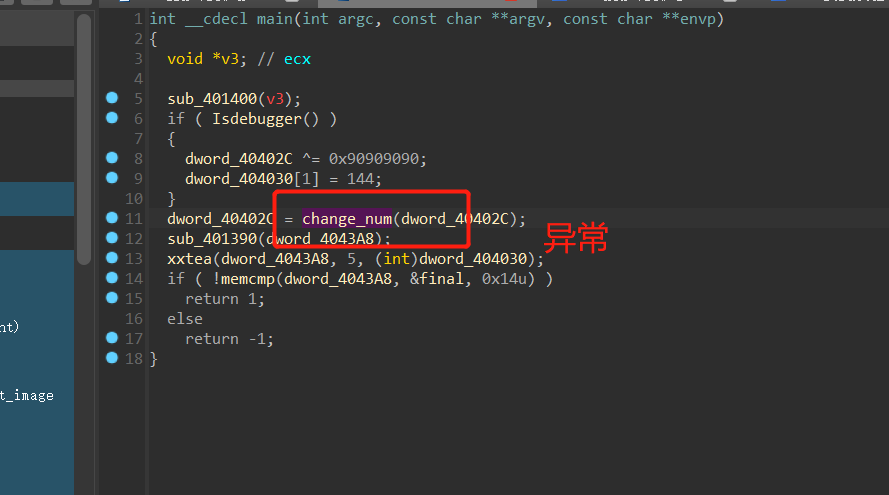 1 int __cdecl main(int argc, const char **argv, const char **envp)
2 {
3 void *v3; // ecx
4
5 sub_401400(v3);
6 if ( Isdebugger() )
7 {
8 dword_40402C ^= 0x90909090;
9 dword_404030[1] = 144;
10 }
11 dword_40402C = change_num(dword_40402C);
12 sub_401390(dword_4043A8);
异常
13 xxtea(dword_4043A8, 5, (int)dword_404030);
14 if ( !memcmp(dword_4043A8, &final, 0x14u) )
15 return 1;
16 else
nt)
17 return -1;
18 }
t_image